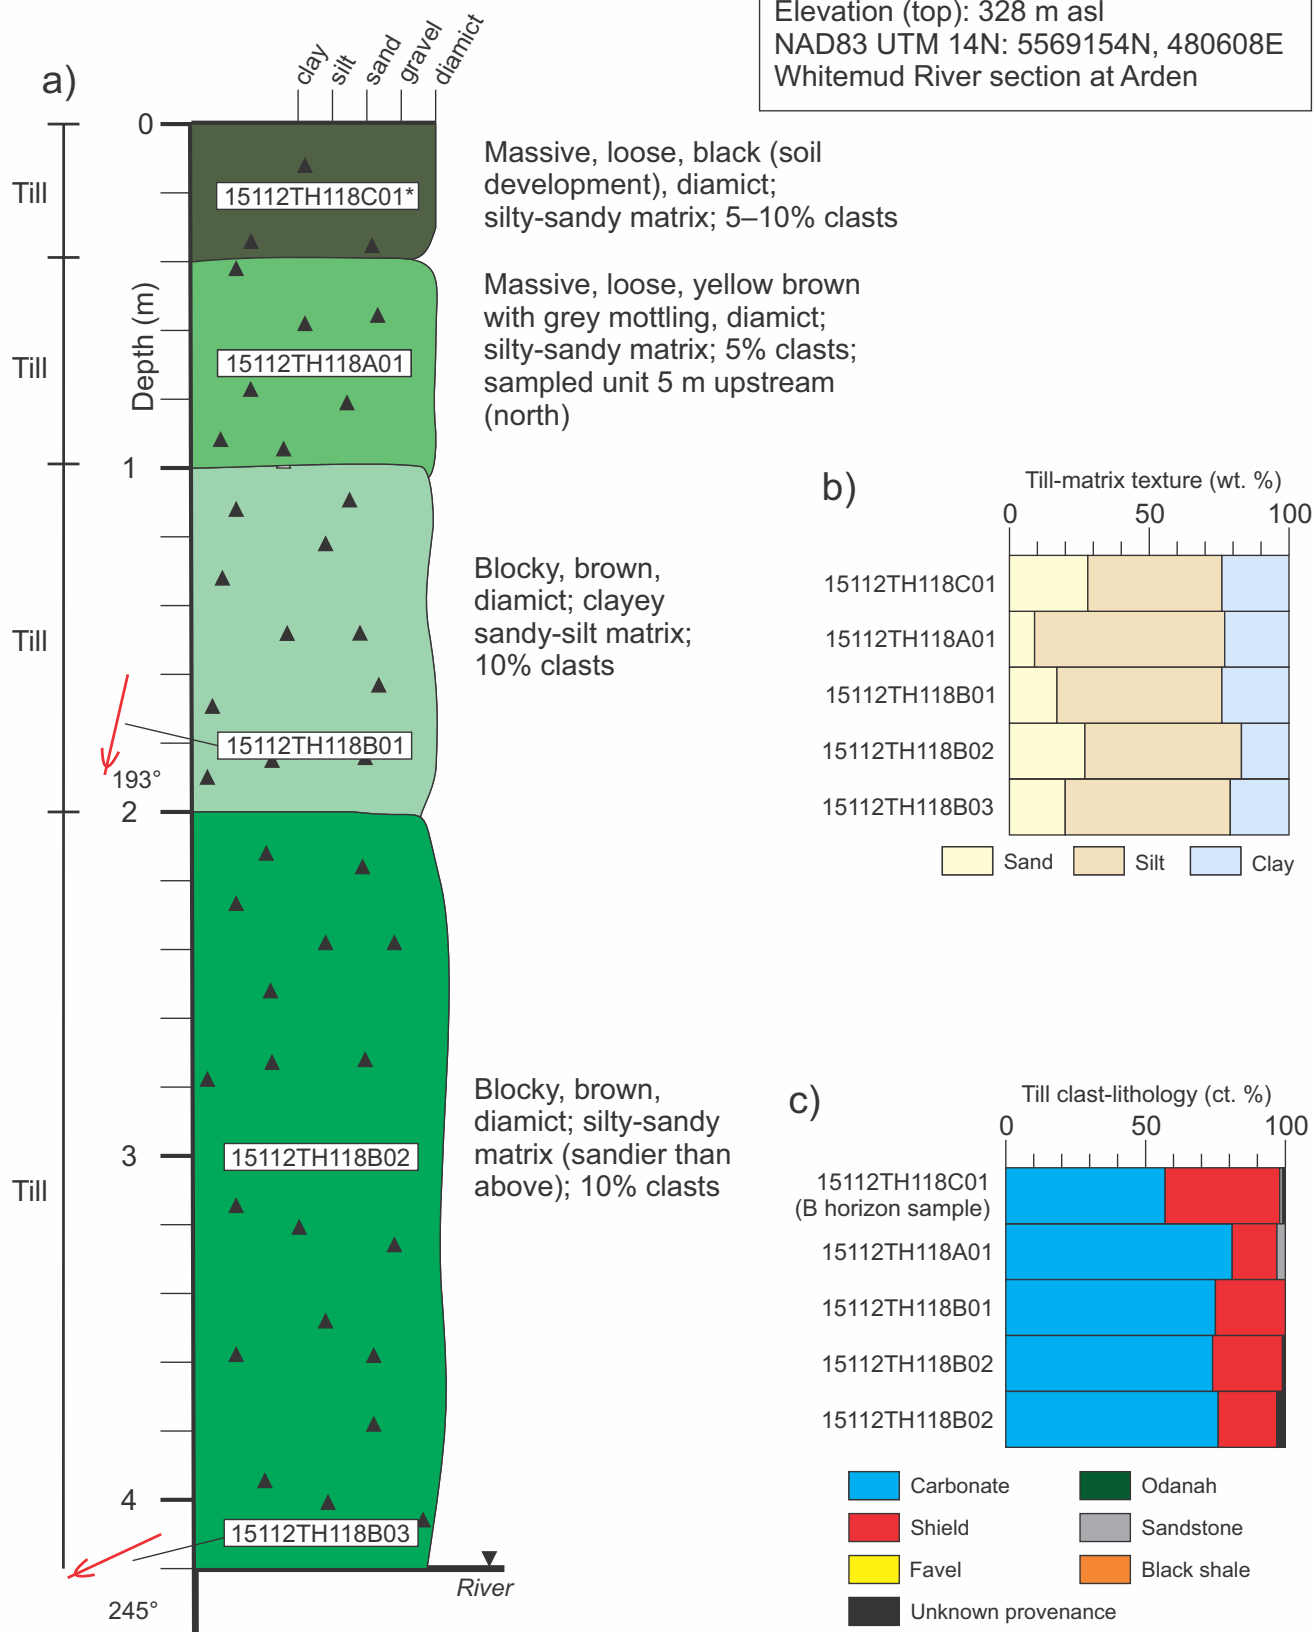 Elevation (top): 328 m asl
NAD83 UTM 14N: 5569154N, 480608E
Whitemud River section at Arden
a)
clay
silt
sand
gravel
diamict
0
Till
15112TH118C01*
Massive, loose, black (soil
development), diamict;
silty-sandy matrix; 5–10% clasts
Depth (m)
Till
15112TH118A01
Massive, loose, yellow brown
with grey mottling, diamict;
silty-sandy matrix; 5% clasts;
sampled unit 5 m upstream
(north)
1
Till
Blocky, brown,
diamict; clayey
sandy-silt matrix;
10% clasts
15112TH118B01
193°
2
Till
15112TH118B02
3
Blocky, brown,
diamict; silty-sandy
matrix (sandier than
above); 10% clasts
4
15112TH118B03
River
245°
b)
Till-matrix texture (wt. %)
0 50 100
15112TH118C01
15112TH118A01
15112TH118B01
15112TH118B02
15112TH118B03
Sand Silt Clay
c)
Till clast-lithology (ct. %)
0 50 100
15112TH118C01
(B horizon sample)
15112TH118A01
15112TH118B01
15112TH118B02
15112TH118B02
Carbonate Odanah
Shield Sandstone
Favel Black shale
Unknown provenance